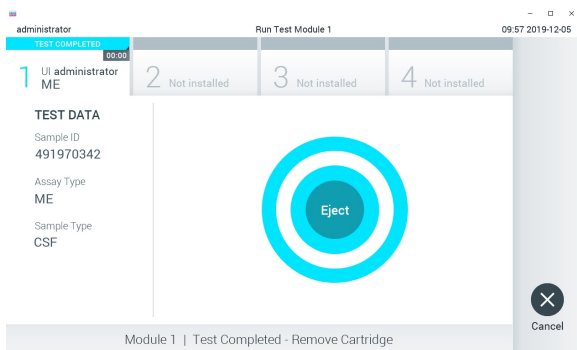 administrator Run Test Module 1 09:57 2019-12-05
TEST COMPLETED
00:00
1 UI administrator
ME
2 Not installed
3 Not installed
4 Not installed
TEST DATA
Sample ID
491970342
Assay Type
ME
Sample Type
CSF
Eject
Cancel
Module 1 | Test Completed - Remove Cartridge